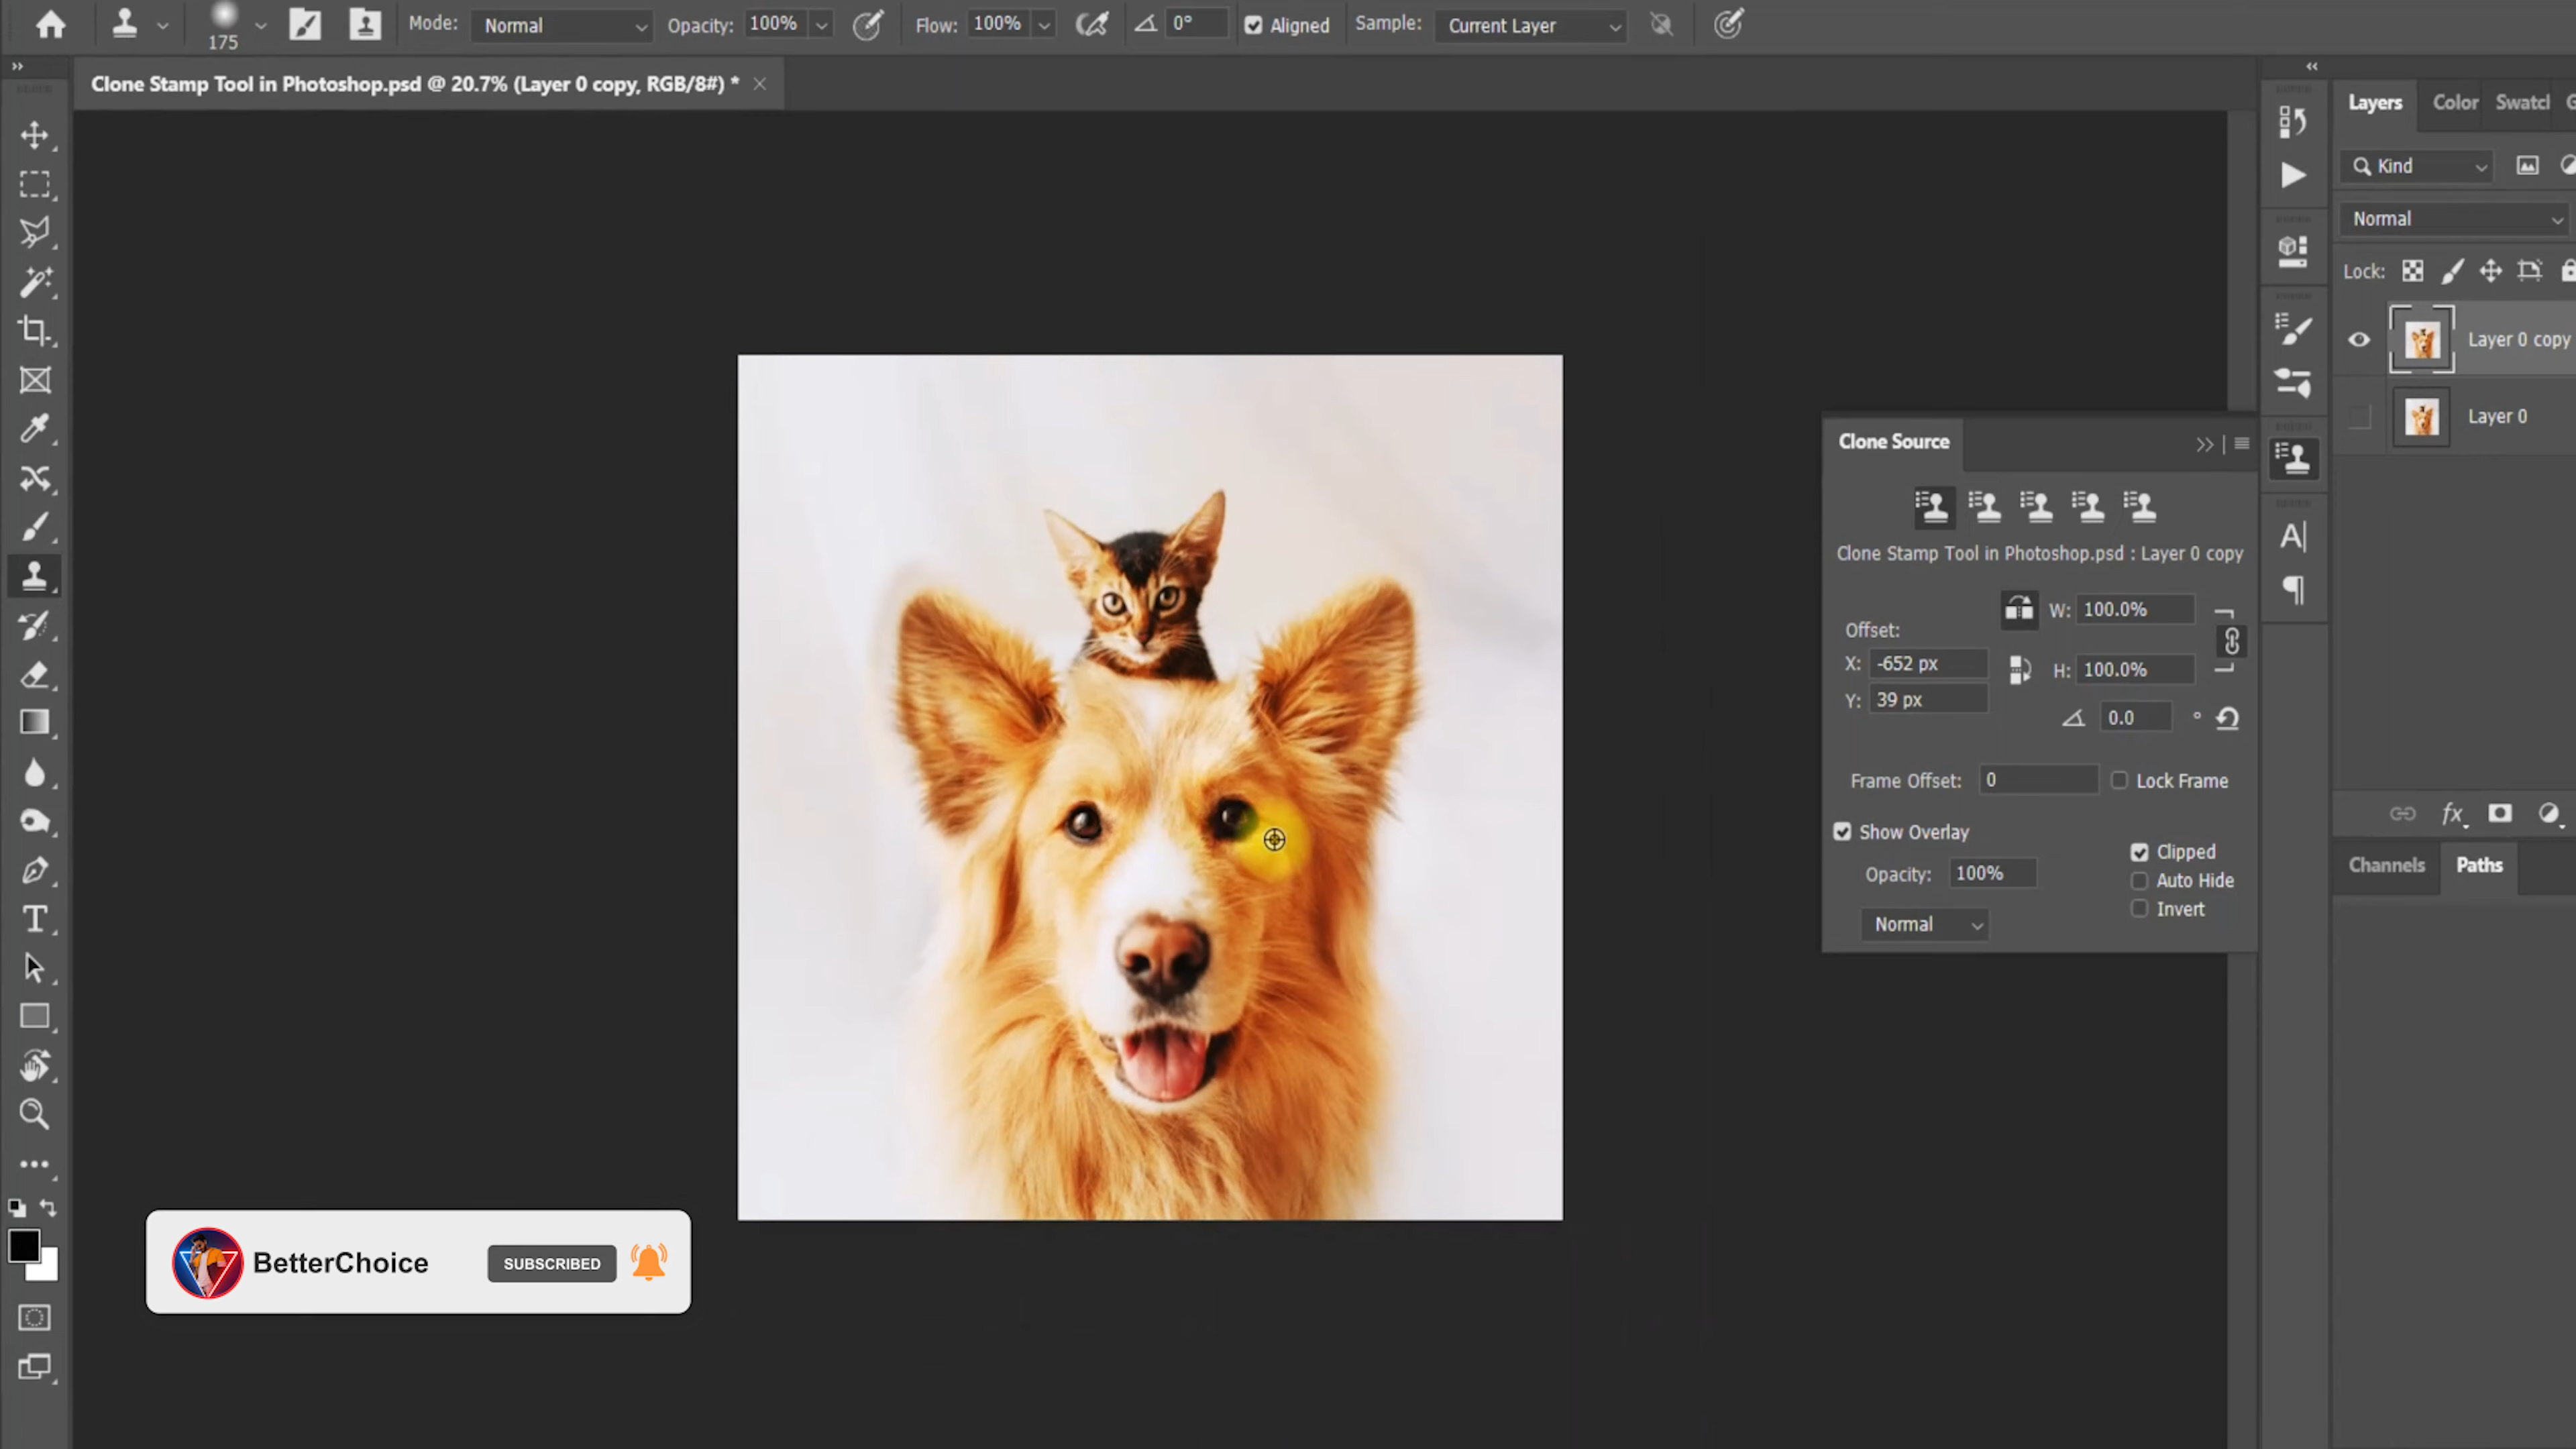 Mode: Normal Opacity: 100% Flow: 100% 0° Aligned Sample: Current Layer
175
Clone Stamp Tool in Photoshop.psd @ 20.7% (Layer 0 copy, RGB/8#) * ×
Layers Color Swatcl
Kind
Normal
Lock:
Layer 0 copy
Layer 0
Clone Source
Clone Stamp Tool in Photoshop.psd : Layer 0 copy
W: 100.0%
Offset:
X: -652 px
H: 100.0%
Y: 39 px
0.0 °
Frame Offset: 0 Lock Frame
Show Overlay
Clipped
Opacity: 100%
Auto Hide
Invert
Normal
fx
Channels Paths
BetterChoice SUBSCRIBED